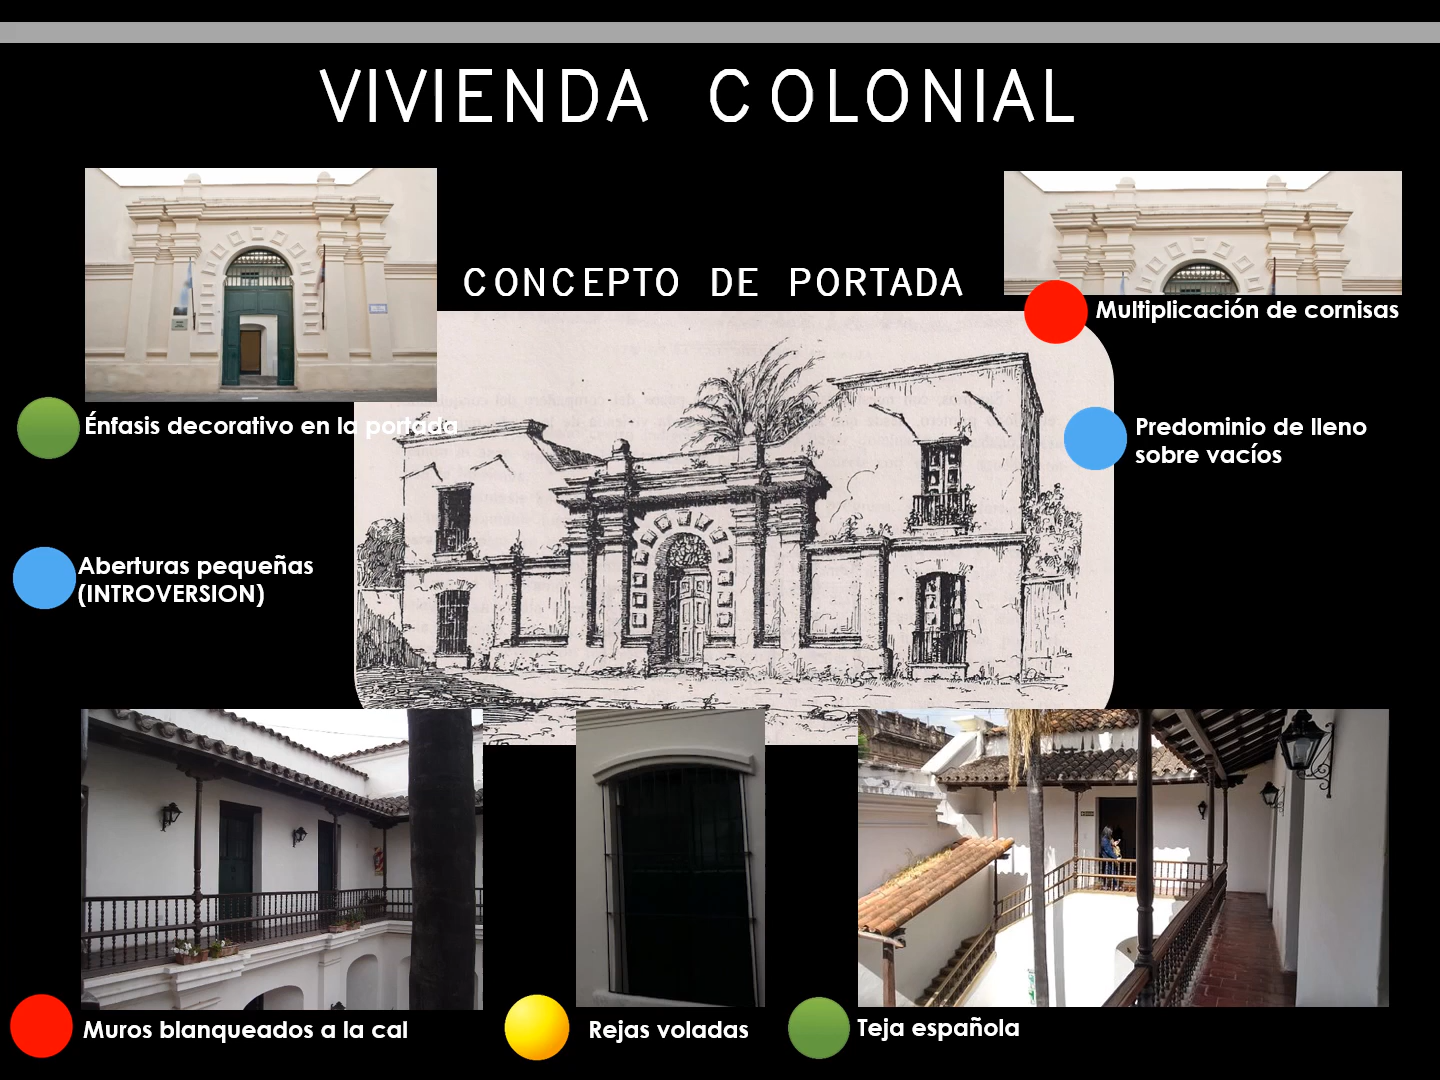 VIVIENDA COLONIAL
CONCEPTO DE PORTADA
Multiplicación de cornisas
Énfasis decorativo en la portada
Predominio de lleno
sobre vacíos
Aberturas pequeñas
(INTROVERSION)
Muros blanqueados a la cal
Rejas voladas
Teja española